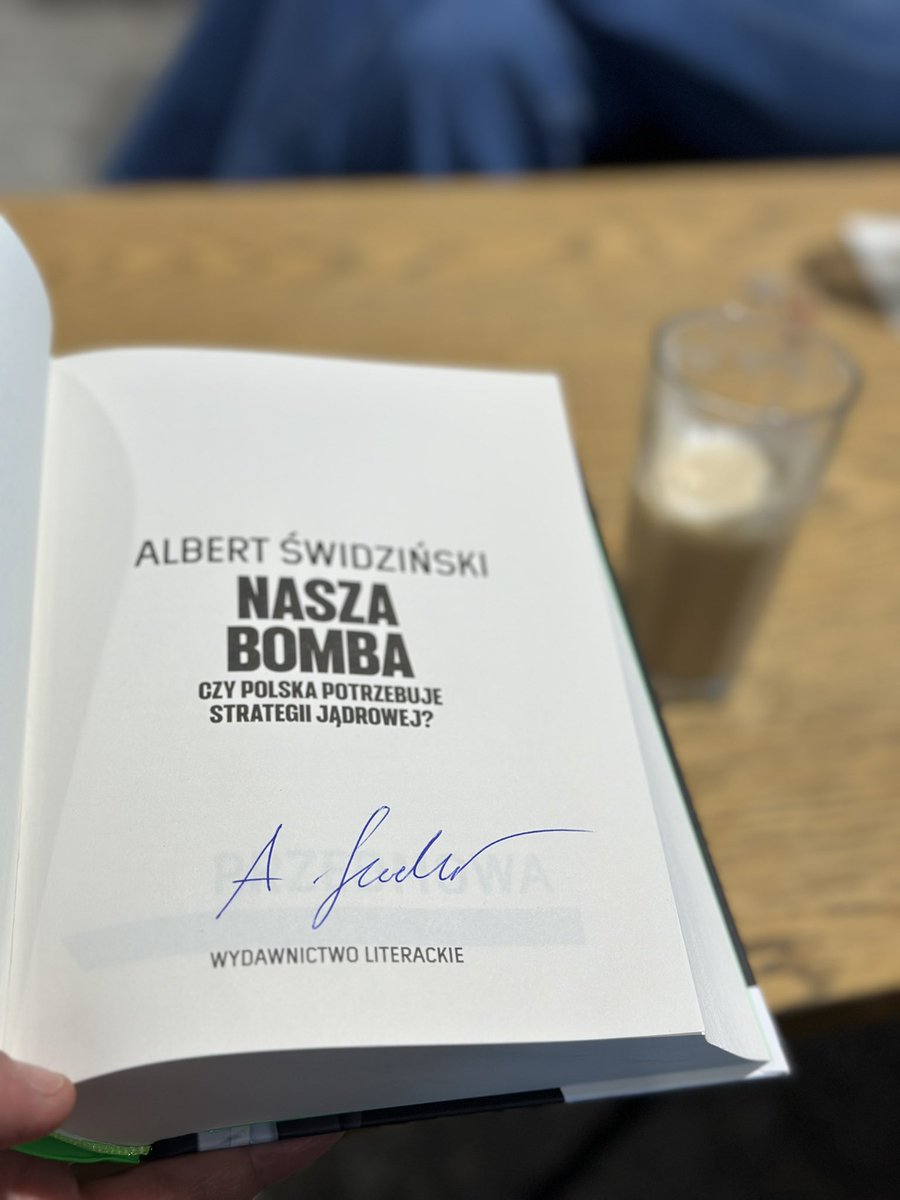 ALBERT ŚWIDZIŃSKI
NASZA
BOMBA
CZY POLSKA POTRZEBUJE
STRATEGII JĄDROWEJ?
WYDAWNICTWO LITERACKIE